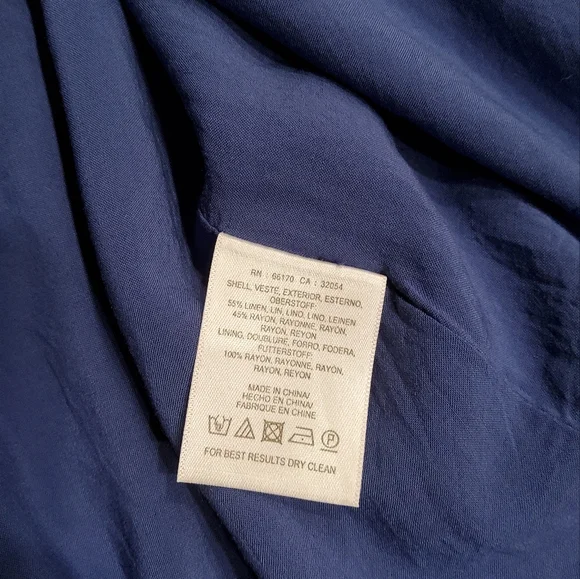 RN : 66170 CA : 32054
SHELL, VESTE, EXTERIOR, ESTERNO,
OBERSTOFF:
55% LINEN, LIN, LINO, LINO, LEINEN
45% RAYON, RAYONNE, RAYON,
RAYON, REYON
LINING, DOUBLURE, FORRO, FODERA,
FUTTERSTOFF:
100% RAYON, RAYONNE, RAYON,
RAYON, REYON
MADE IN CHINA/
HECHO EN CHINA/
FABRIQUE EN CHINE
P
FOR BEST RESULTS DRY CLEAN